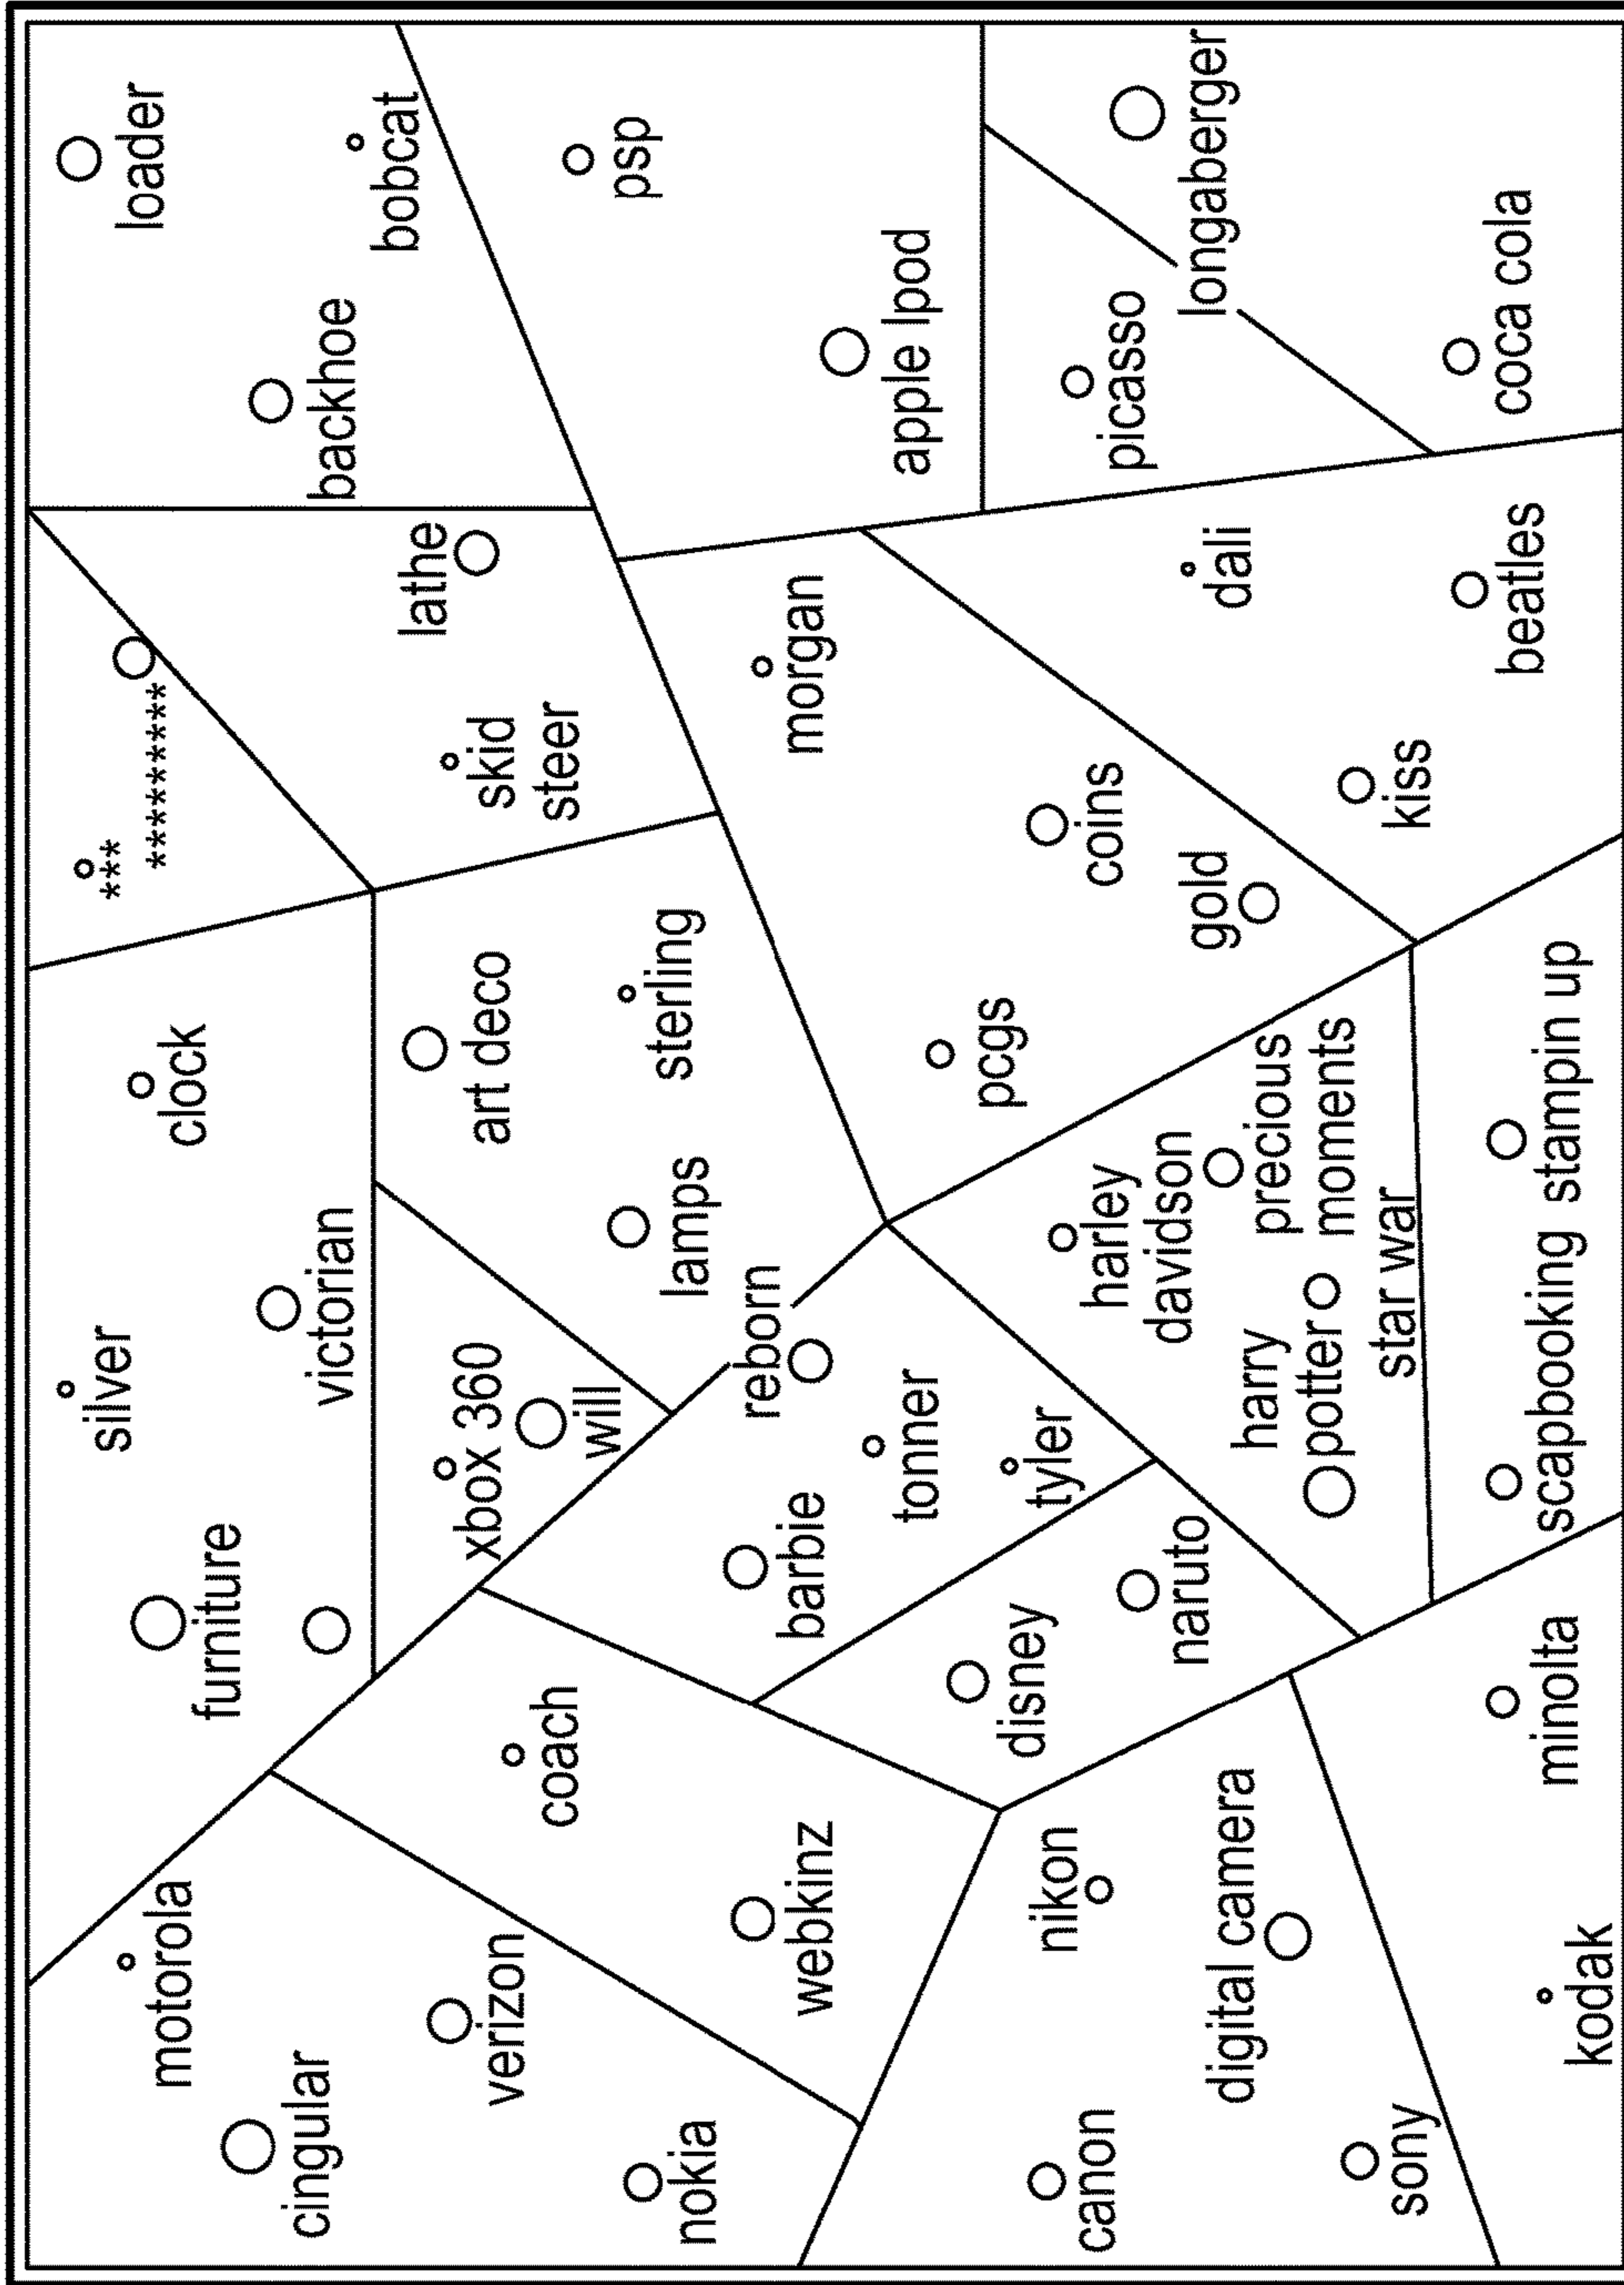 motorola
cingular
verizon
nokia
furniture
silver
victorian
clock
***
*********
loader
backhoe
bobcat
lathe
skid
steer
coach
webkinz
xbox 360
will
art deco
sterling
lamps
psp
apple Ipod
reborn
barbie
tonner
tyler
morgan
coins
gold
pcgs
disney
naruto
nikon
canon
digital camera
sony
harley
davidson
precious
moments
harry
potter
star war
picasso
longaberger
coca cola
dali
beatles
kiss
minolta
kodak
scapbooking
stampin up